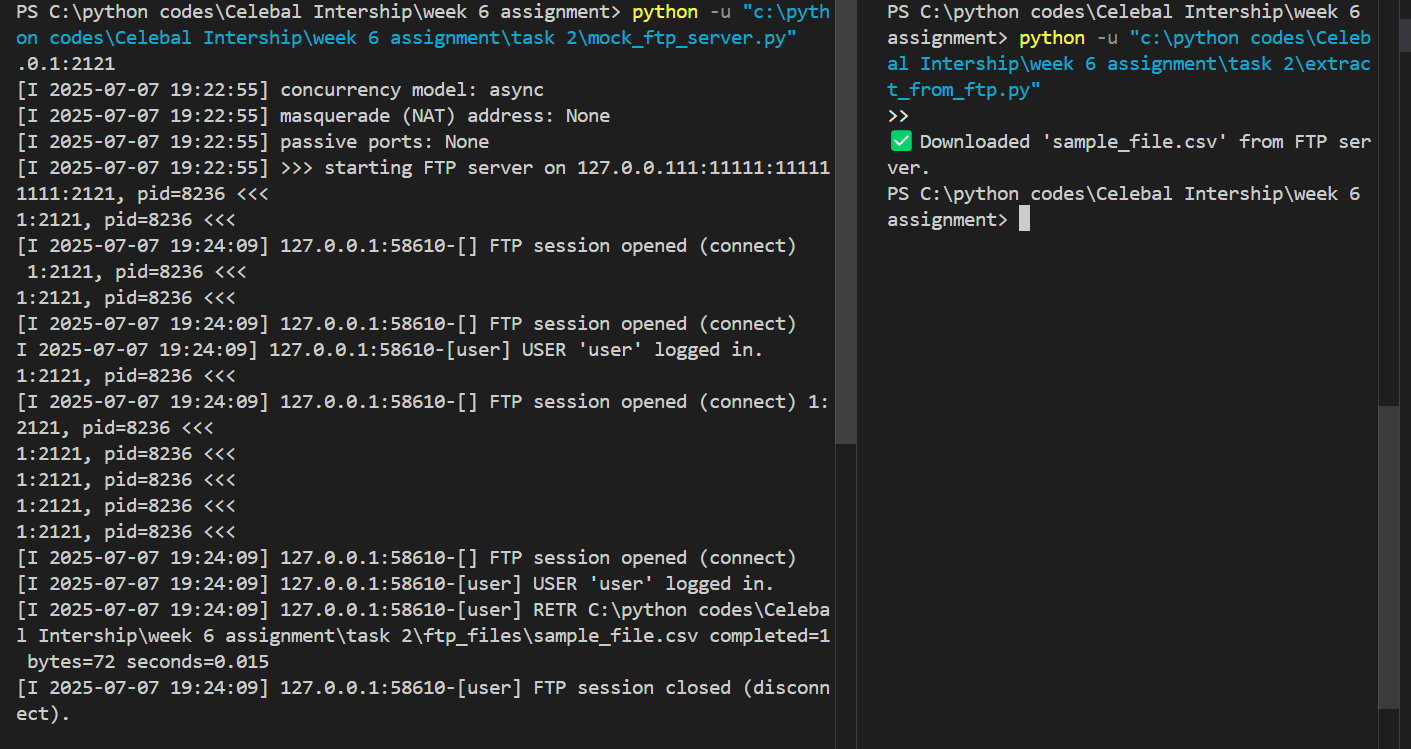 PS C:\python codes\Celebal Intership\week 6 assignment> python -u "c:\pyth
on codes\Celebal Intership\week 6 assignment\task 2\mock_ftp_server.py"
.0.1:2121
[I 2025-07-07 19:22:55] concurrency model: async
[I 2025-07-07 19:22:55] masquerade (NAT) address: None
[I 2025-07-07 19:22:55] passive ports: None
[I 2025-07-07 19:22:55] >>> starting FTP server on 127.0.0.111:11111:11111
1111:2121, pid=8236 <<<
1:2121, pid=8236 <<<
[I 2025-07-07 19:24:09] 127.0.0.1:58610-[] FTP session opened (connect)
 1:2121, pid=8236 <<<
1:2121, pid=8236 <<<
[I 2025-07-07 19:24:09] 127.0.0.1:58610-[] FTP session opened (connect)
I 2025-07-07 19:24:09] 127.0.0.1:58610-[user] USER 'user' logged in.
1:2121, pid=8236 <<<
[I 2025-07-07 19:24:09] 127.0.0.1:58610-[] FTP session opened (connect) 1:
2121, pid=8236 <<<
1:2121, pid=8236 <<<
1:2121, pid=8236 <<<
1:2121, pid=8236 <<<
1:2121, pid=8236 <<<
[I 2025-07-07 19:24:09] 127.0.0.1:58610-[] FTP session opened (connect)
[I 2025-07-07 19:24:09] 127.0.0.1:58610-[user] USER 'user' logged in.
[I 2025-07-07 19:24:09] 127.0.0.1:58610-[user] RETR C:\python codes\Celeba
l Intership\week 6 assignment\task 2\ftp_files\sample_file.csv completed=1
 bytes=72 seconds=0.015
[I 2025-07-07 19:24:09] 127.0.0.1:58610-[user] FTP session closed (disconn
ect).
PS C:\python codes\Celebal Intership\week 6
assignment> python -u "c:\python codes\Celeb
al Intership\week 6 assignment\task 2\extrac
t_from_ftp.py"
>>
✅ Downloaded 'sample_file.csv' from FTP ser
ver.
PS C:\python codes\Celebal Intership\week 6
assignment>